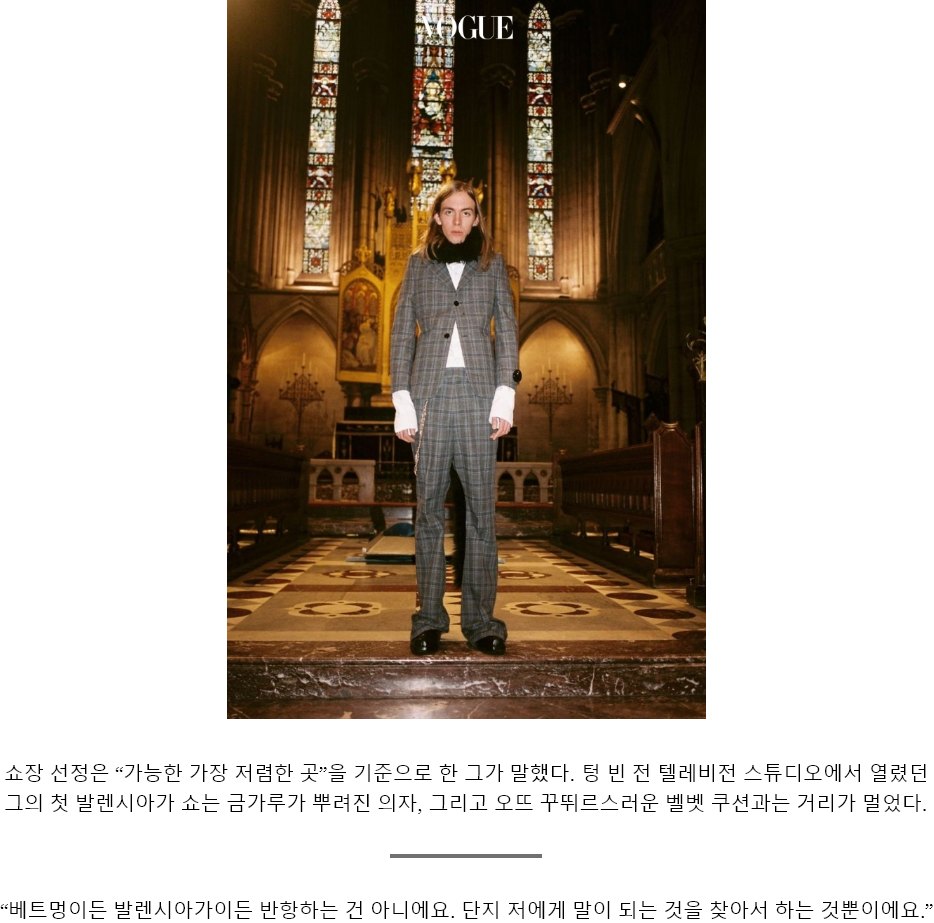 VOGUE
쇼장 선정은 “가능한 가장 저렴한 곳”을 기준으로 한 그가 말했다. 텅 빈 전 텔레비전 스튜디오에서 열렸던
그의 첫 발렌시아가 쇼는 금가루가 뿌려진 의자, 그리고 오뜨 꾸뛰르스러운 벨벳 쿠션과는 거리가 멀었다.
“베트멍이든 발렌시아가이든 반항하는 건 아니에요. 단지 저에게 말이 되는 것을 찾아서 하는 것뿐이에요.”